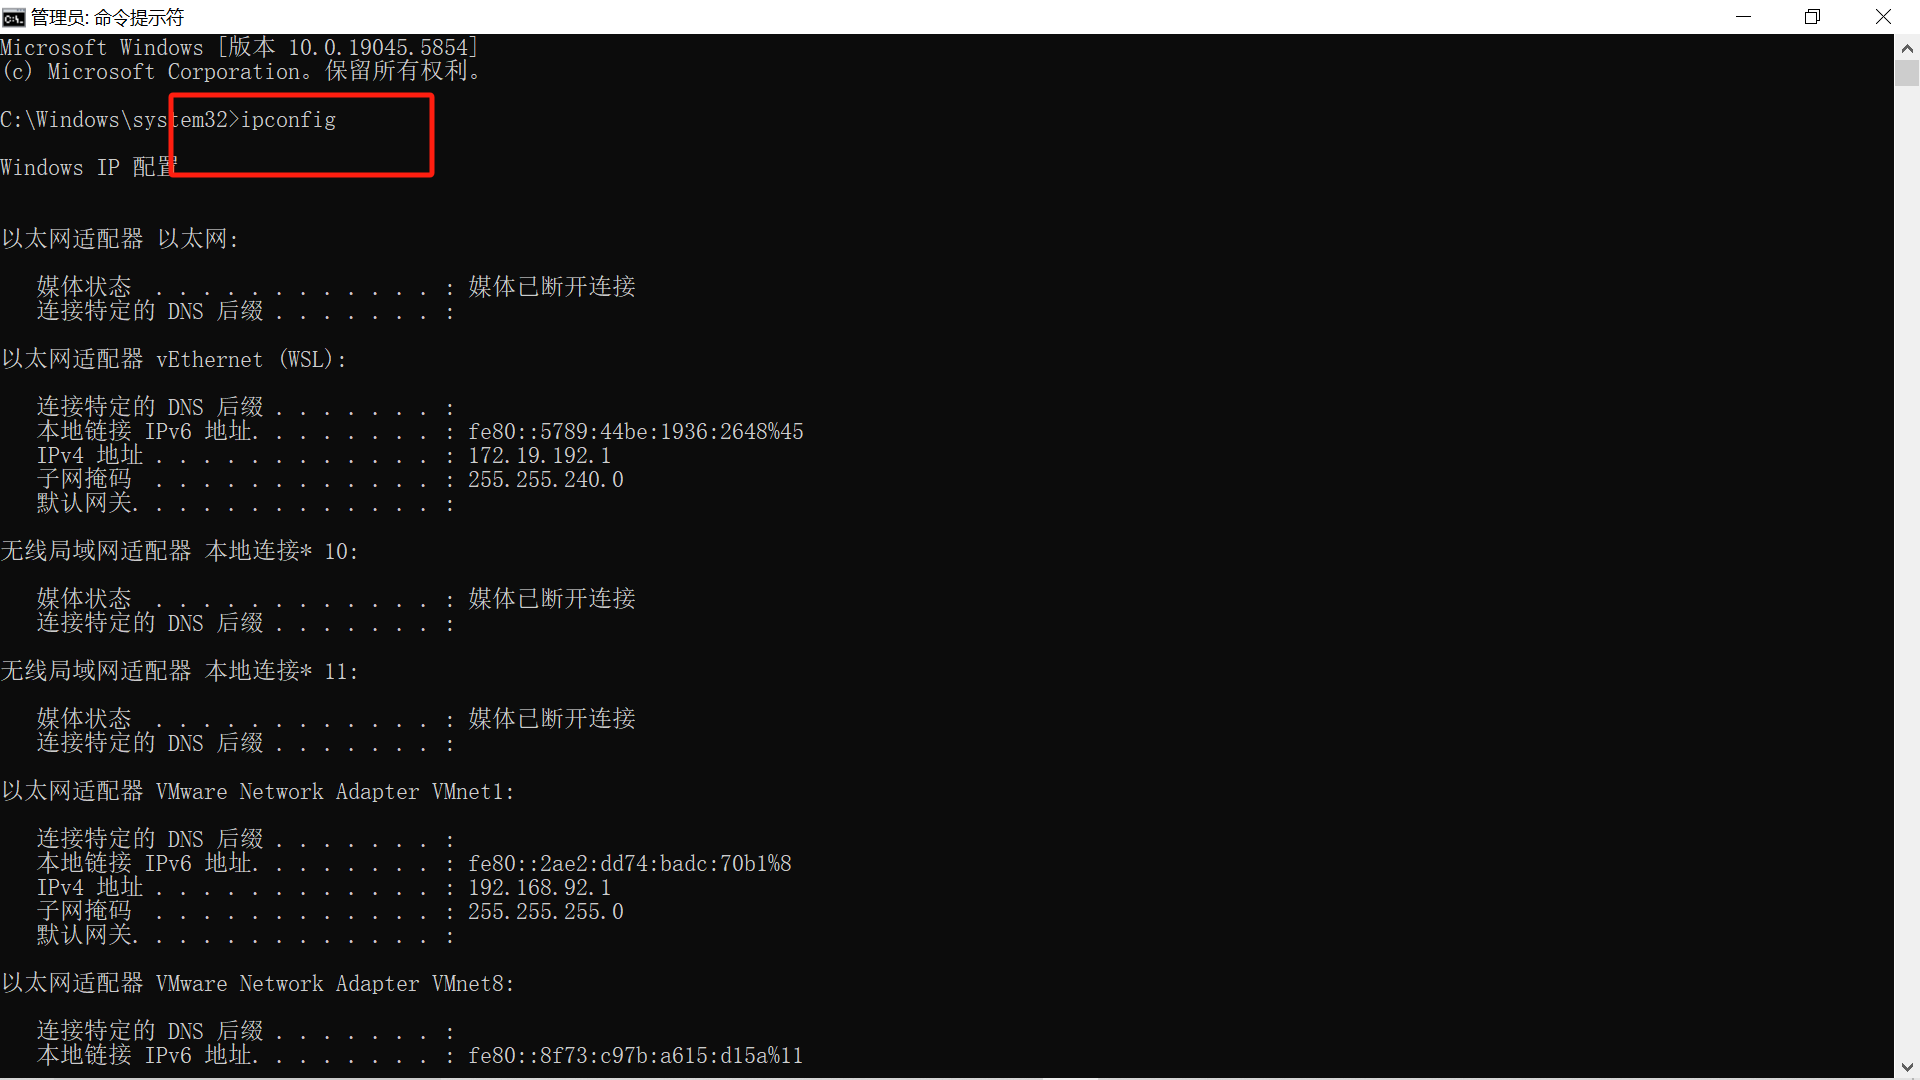 管理员: 命令提示符
Microsoft Windows [版本 10.0.19045.5854]
(c) Microsoft Corporation。保留所有权利。
C:\Windows\system32>ipconfig
Windows IP 配置
以太网适配器 以太网:
媒体状态  . . . . . . . . . . . . : 媒体已断开连接
连接特定的 DNS 后缀 . . . . . . . :
以太网适配器 vEthernet (WSL):
连接特定的 DNS 后缀 . . . . . . . :
本地链接 IPv6 地址. . . . . . . . : fe80::5789:44be:1936:2648%45
IPv4 地址 . . . . . . . . . . . . : 172.19.192.1
子网掩码  . . . . . . . . . . . . : 255.255.240.0
默认网关. . . . . . . . . . . . . :
无线局域网适配器 本地连接* 10:
媒体状态  . . . . . . . . . . . . : 媒体已断开连接
连接特定的 DNS 后缀 . . . . . . . :
无线局域网适配器 本地连接* 11:
媒体状态  . . . . . . . . . . . . : 媒体已断开连接
连接特定的 DNS 后缀 . . . . . . . :
以太网适配器 VMware Network Adapter VMnet1:
连接特定的 DNS 后缀 . . . . . . . :
本地链接 IPv6 地址. . . . . . . . : fe80::2ae2:dd74:badc:70b1%8
IPv4 地址 . . . . . . . . . . . . : 192.168.92.1
子网掩码  . . . . . . . . . . . . : 255.255.255.0
默认网关. . . . . . . . . . . . . :
以太网适配器 VMware Network Adapter VMnet8:
连接特定的 DNS 后缀 . . . . . . . :
本地链接 IPv6 地址. . . . . . . . : fe80::8f73:c97b:a615:d15a%11